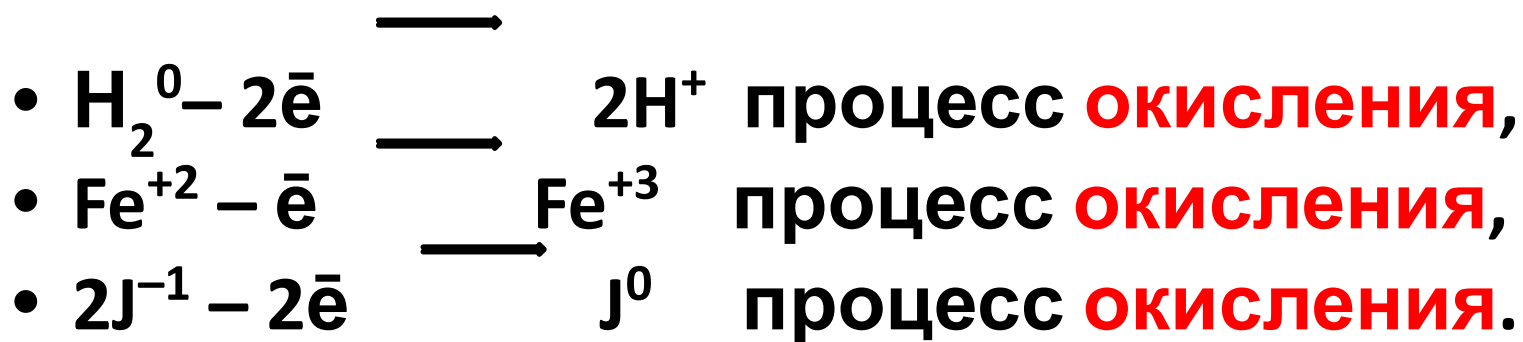 • H₂⁰– 2ē 2H⁺ процесс окисления,
• Fe⁺² – ē Fe⁺³ процесс окисления,
• 2J⁻¹ – 2ē J⁰ процесс окисления.